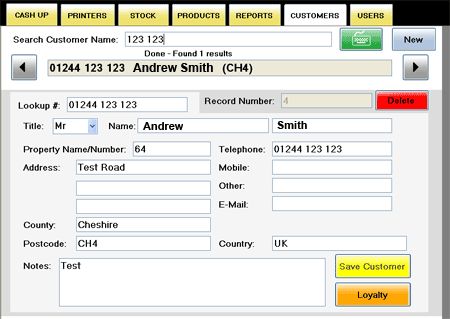 CASH UP PRINTERS STOCK PRODUCTS REPORTS CUSTOMERS USERS
Search Customer Name: 123 123 New
Done - Found 1 results
01244 123 123 Andrew Smith (CH4)
Lookup #: 01244 123 123 Record Number: 4 Delete
Title: Mr Name: Andrew Smith
Property Name/Number: 64 Telephone: 01244 123 123
Address: Test Road Mobile:
Other:
E-Mail:
County: Cheshire
Postcode: CH4 Country: UK
Notes: Test Save Customer
Loyalty